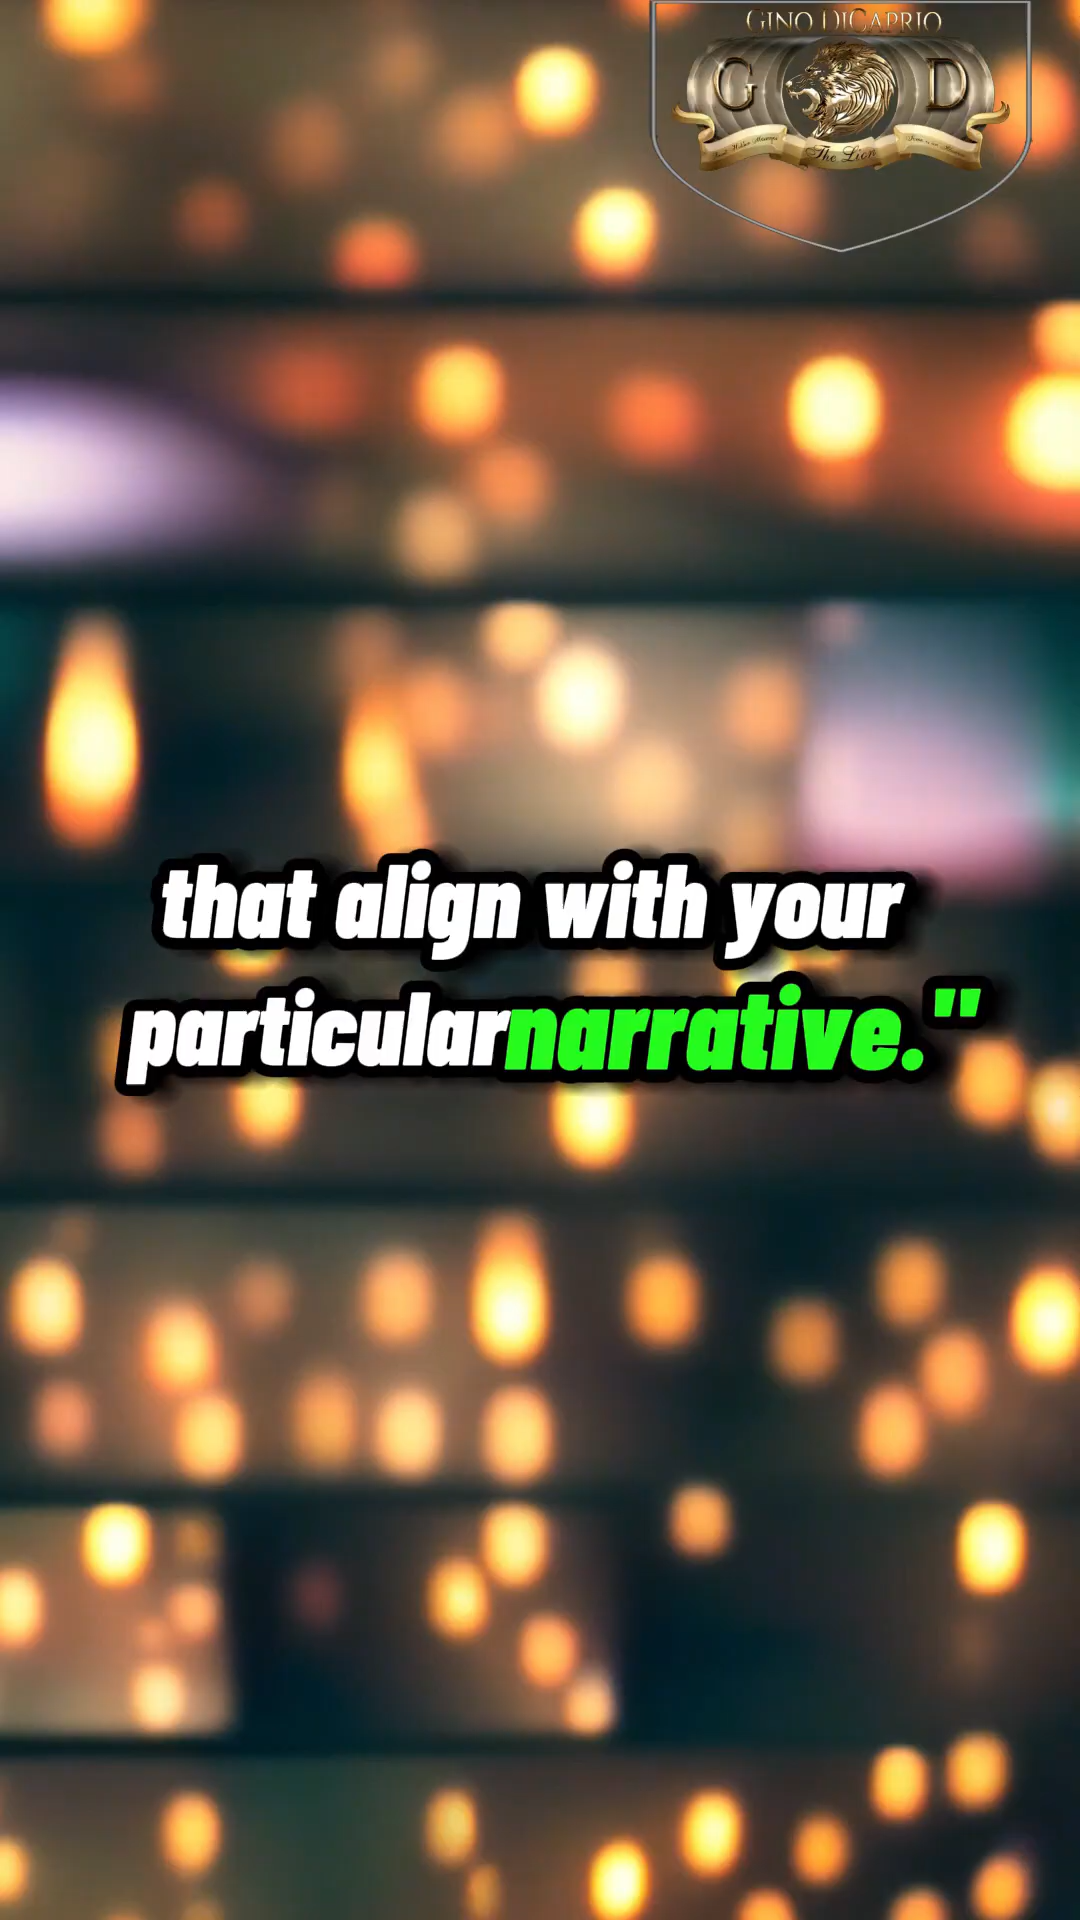 GINO DICAPRIO
G D
The Lion
that align with your
particularnarrative."